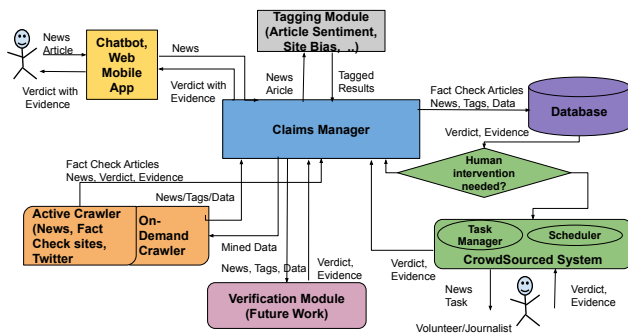 News
Article
Verdict with
Evidence
Chatbot,
Web
Mobile
App
News
Verdict with
Evidence
Tagging Module
(Article Sentiment,
Site Bias, ..)
News
Aricle
Tagged
Results
Claims Manager
Fact Check Articles
News, Tags, Data
Database
Verdict, Evidence
Human
intervention
needed?
Fact Check Articles
News, Verdict, Evidence
News/Tags/Data
Active Crawler
(News, Fact
Check sites,
Twitter
On-
Demand
Crawler
Mined Data
News, Tags, Data
Verdict,
Evidence
Verification Module
(Future Work)
Verdict,
Evidence
Task
Manager
Scheduler
CrowdSourced System
News
Task
Verdict,
Evidence
Volunteer/Journalist